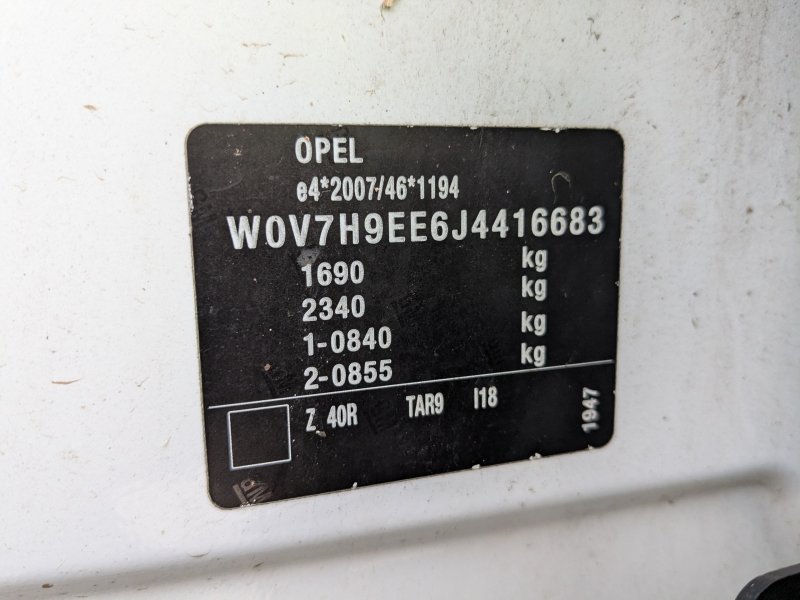 OPEL
e4*2007/46*1194
W0V7H9EE6J4416683
1690 kg
2340 kg
1-0840 kg
2-0855 kg
Z 40R TAR9 I18
1947